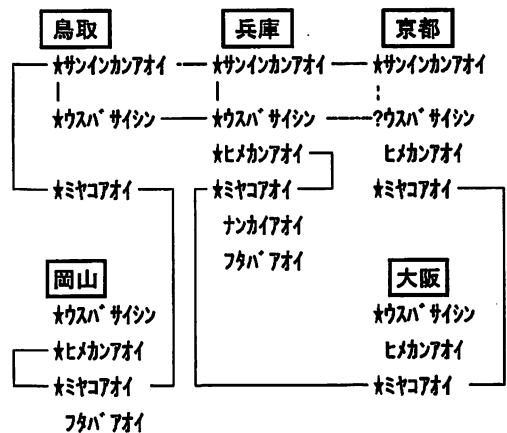 鳥取
★サンインカンアオイ
★ウスバサイシン
★ミヤコアオイ
兵庫
★サンインカンアオイ
★ウスバサイシン
★ヒメカンアオイ
★ミヤコアオイ
ナンカイアオイ
フタバアオイ
京都
★サンインカンアオイ
?ウスバサイシン
ヒメカンアオイ
★ミヤコアオイ
岡山
★ウスバサイシン
★ヒメカンアオイ
★ミヤコアオイ
フタバアオイ
大阪
★ウスバサイシン
ヒメカンアオイ
★ミヤコアオイ